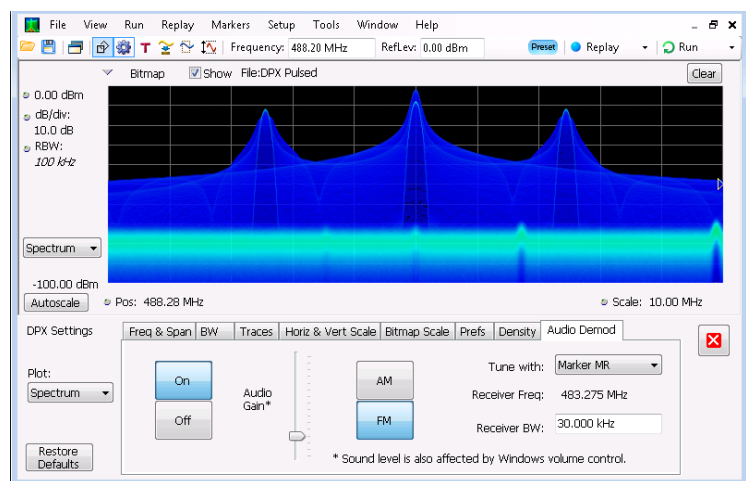 File View Run Replay Markers Setup Tools Window Help
T Frequency: 488.20 MHz RefLev: 0.00 dBm Preset Replay Run
Bitmap Show File:DPX Pulsed Clear
0.00 dBm
dB/div:
10.0 dB
RBW:
100 kHz
Spectrum
-100.00 dBm
Autoscale Pos: 488.28 MHz Scale: 10.00 MHz
DPX Settings Freq & Span BW Traces Horiz & Vert Scale Bitmap Scale Prefs Density Audio Demod
Plot:
Spectrum
Restore
Defaults
On
Off
Audio
Gain*
AM
FM
Tune with: Marker MR
Receiver Freq: 483.275 MHz
Receiver BW: 30.000 kHz
* Sound level is also affected by Windows volume control.